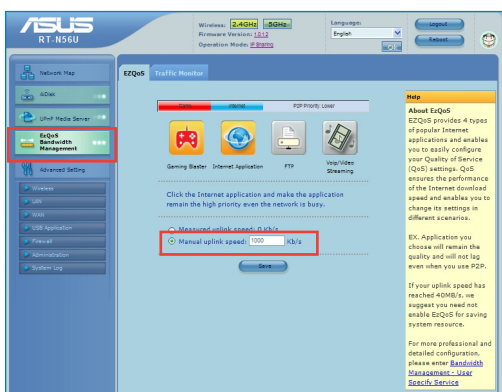 ASUS
RT-N56U
Wireless: 2.4GHz 5GHz
Firmware Version: 1.0.1.2
Operation Mode: IP Sharing
Language:
English
OK
Logout
Reboot
Network Map
AiDisk
UPnP Media Server
EzQoS
Bandwidth
Management
Advanced Setting
Wireless
LAN
WAN
USB Application
Firewall
Administration
System Log
EZQoS Traffic Monitor
Game Internet P2P Priority Lower
Gaming Blaster Internet Application FTP Voip/Video
Streaming
Click the Internet application and make the application
remain the high priority even the network is busy.
Measured uplink speed: 0 Kb/s
Manual uplink speed: 1000 Kb/s
Save
Help
About EzQoS
EZQoS provides 4 types
of popular Internet
applications and enables
you to easily configure
your Quality of Service
(QoS) settings. QoS
ensures the performance
of the Internet download
speed and enables you to
change its settings in
different scenarios.
EX. Application you
choose will remain the
quality and will not lag
even when you use P2P.
If your uplink speed has
reached 40MB/s, we
suggest you need not
enable EzQoS for saving
system resource.
For more professional and
detailed configuration,
please enter Bandwidth
Management - User
Specify Service